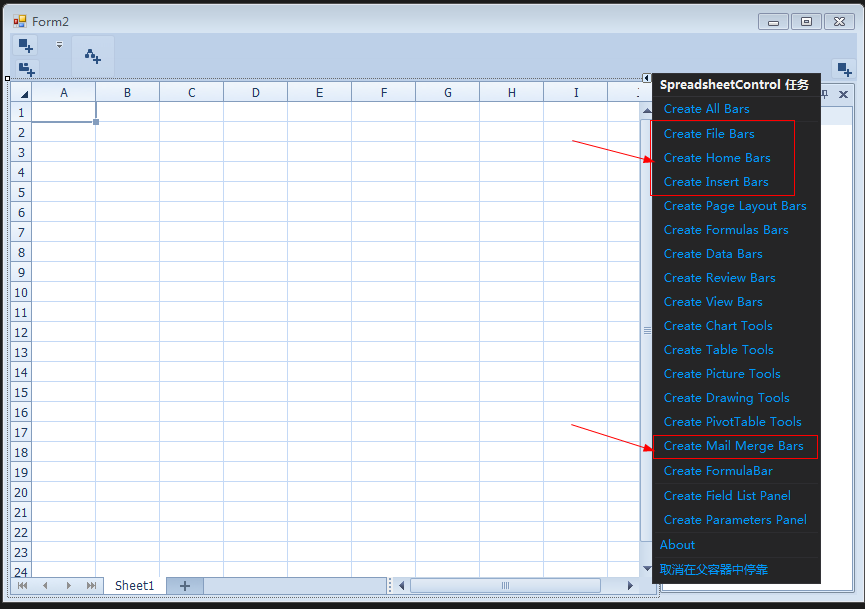 Form2
A B C D E F G H I
1
2
3
4
5
6
7
8
9
10
11
12
13
14
15
16
17
18
19
20
21
22
23
24
Sheet1
SpreadsheetControl 任务
Create All Bars
Create File Bars
Create Home Bars
Create Insert Bars
Create Page Layout Bars
Create Formulas Bars
Create Data Bars
Create Review Bars
Create View Bars
Create Chart Tools
Create Table Tools
Create Picture Tools
Create Drawing Tools
Create PivotTable Tools
Create Mail Merge Bars
Create FormulaBar
Create Field List Panel
Create Parameters Panel
About
取消在父容器中停靠